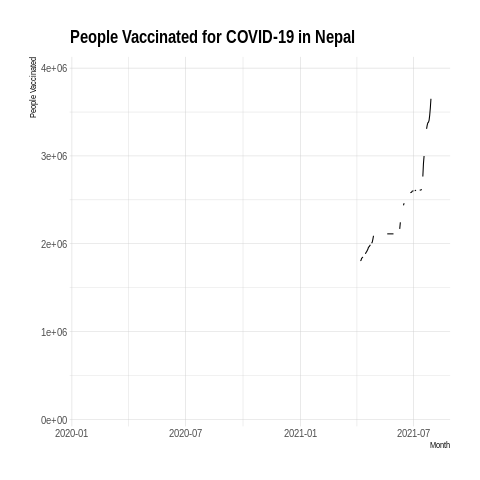 People Vaccinated for COVID-19 in Nepal
People Vaccinated
4e+06
3e+06
2e+06
1e+06
0e+00
2020-01
2020-07
2021-01
2021-07
Month